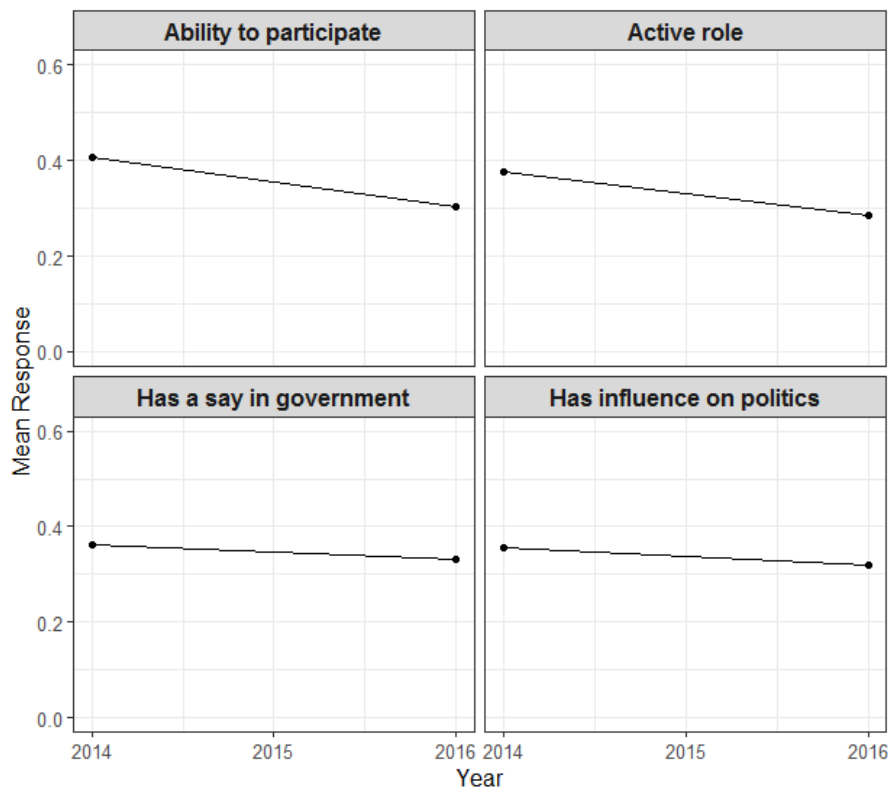 Ability to participate
Active role
0.6
0.4
0.2
0.0
Has a say in government
Has influence on politics
0.6
0.4
0.2
0.0
Mean Response
2014
2015
2016
2014
2015
2016
Year